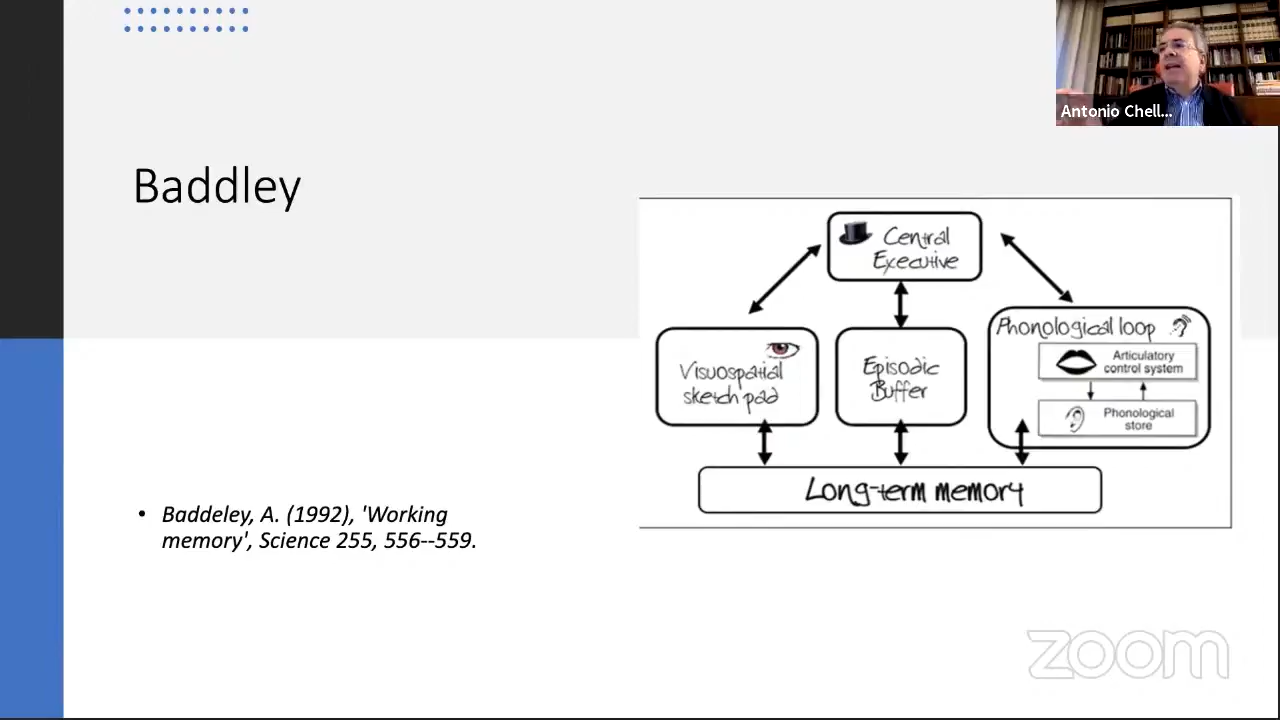 Antonio Chell...
Baddley
Central
Executive
Visuospatial
sketch pad
Episodic
Buffer
Phonological loop
Articulatory
control system
Phonological
store
Long-term memory
• Baddeley, A. (1992), 'Working
memory', Science 255, 556--559.
zoom